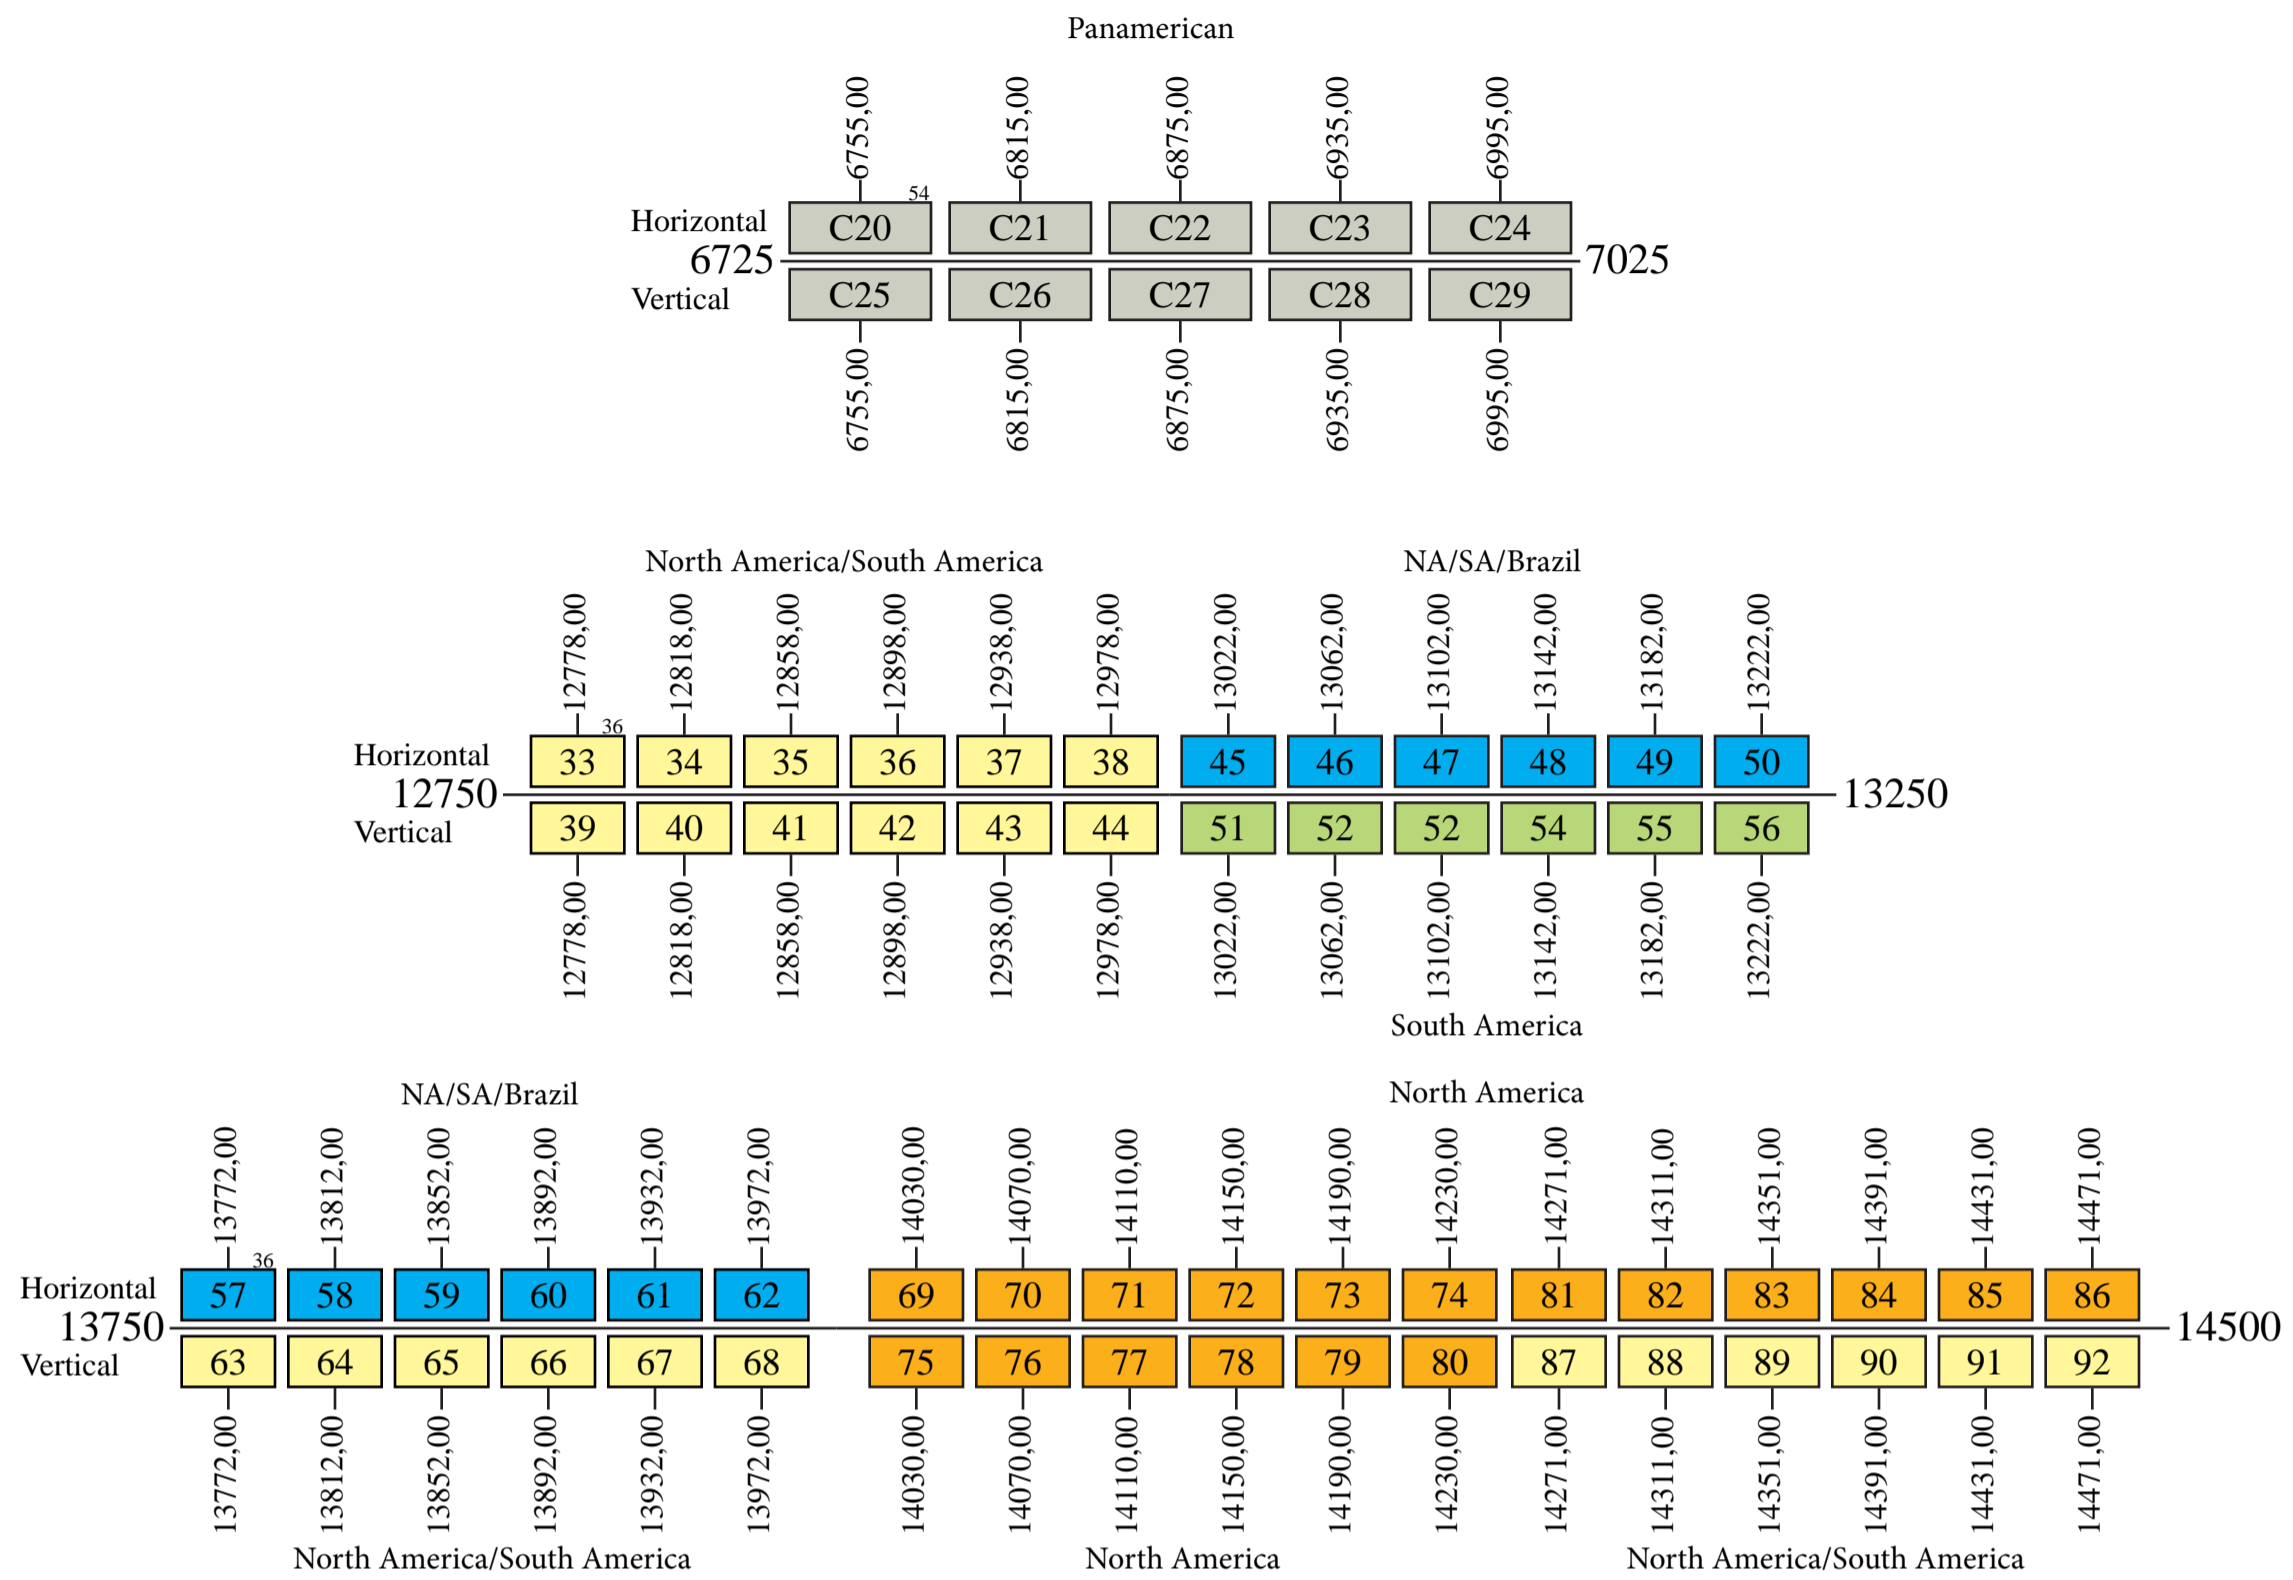 Panamerican
6755,00 6815,00 6875,00 6935,00 6995,00
54
Horizontal C20 C21 C22 C23 C24
6725 7025
Vertical C25 C26 C27 C28 C29
6755,00 6815,00 6875,00 6935,00 6995,00
North America/South America NA/SA/Brazil
12778,00 12818,00 12858,00 12898,00 12938,00 12978,00 13022,00 13062,00 13102,00 13142,00 13182,00 13222,00
36
Horizontal 33 34 35 36 37 38 45 46 47 48 49 50
12750 13250
Vertical 39 40 41 42 43 44 51 52 52 54 55 56
12778,00 12818,00 12858,00 12898,00 12938,00 12978,00 13022,00 13062,00 13102,00 13142,00 13182,00 13222,00
South America
NA/SA/Brazil North America
13772,00 13812,00 13852,00 13892,00 13932,00 13972,00 14030,00 14070,00 14110,00 14150,00 14190,00 14230,00 14271,00 14311,00 14351,00 14391,00 14431,00 14471,00
36
Horizontal 57 58 59 60 61 62 69 70 71 72 73 74 81 82 83 84 85 86
13750 14500
Vertical 63 64 65 66 67 68 75 76 77 78 79 80 87 88 89 90 91 92
13772,00 13812,00 13852,00 13892,00 13932,00 13972,00 14030,00 14070,00 14110,00 14150,00 14190,00 14230,00 14271,00 14311,00 14351,00 14391,00 14431,00 14471,00
North America/South America North America North America/South America